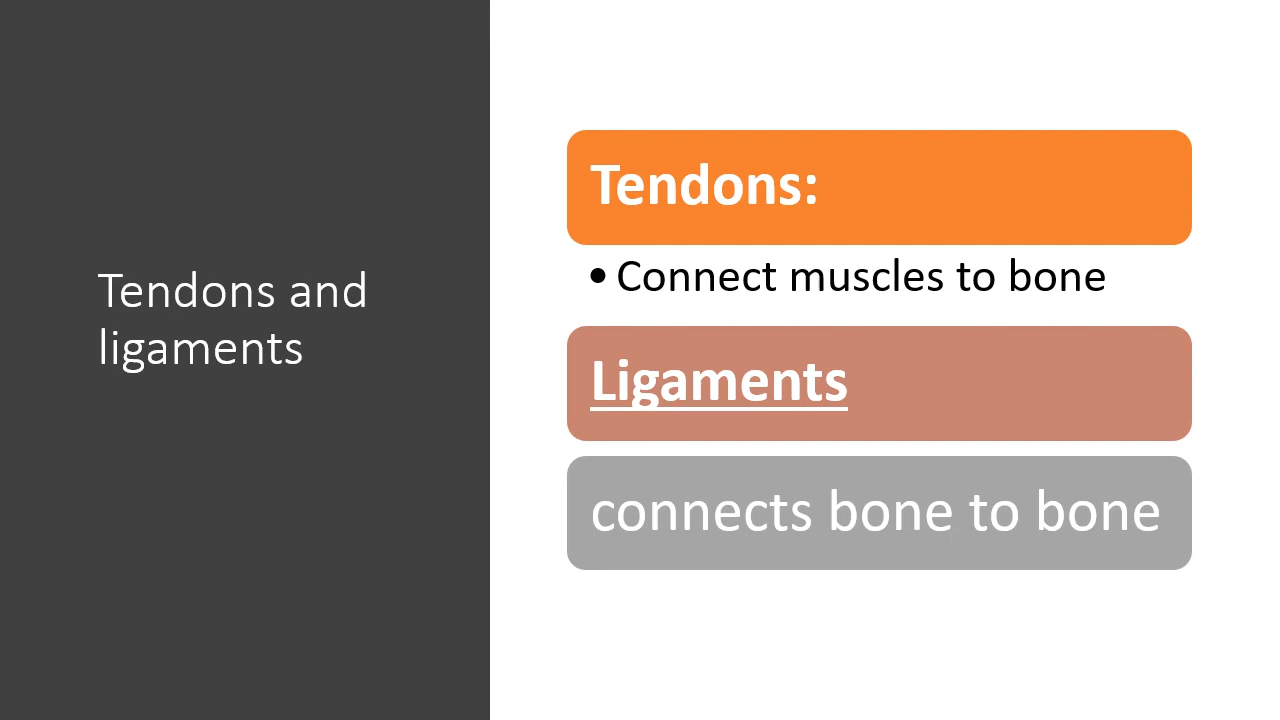 Tendons and
ligaments
Tendons:
• Connect muscles to bone
Ligaments
connects bone to bone